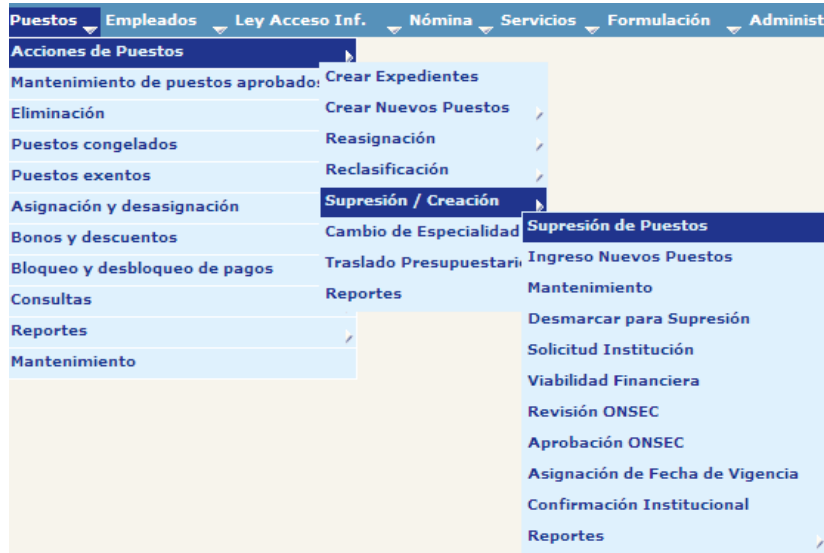 Puestos Empleados Ley Acceso Inf. Nómina Servicios Formulación Administ
Acciones de Puestos
Mantenimiento de puestos aprobados
Eliminación
Puestos congelados
Puestos exentos
Asignación y desasignación
Bonos y descuentos
Bloqueo y desbloqueo de pagos
Consultas
Reportes
Mantenimiento
Crear Expedientes
Crear Nuevos Puestos
Reasignación
Reclasificación
Supresión / Creación
Cambio de Especialidad
Traslado Presupuestari
Reportes
Supresión de Puestos
Ingreso Nuevos Puestos
Mantenimiento
Desmarcar para Supresión
Solicitud Institución
Viabilidad Financiera
Revisión ONSEC
Aprobación ONSEC
Asignación de Fecha de Vigencia
Confirmación Institucional
Reportes